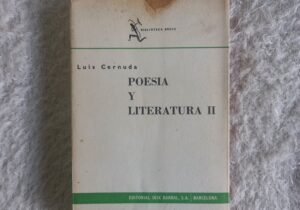 BIBLIOTECA BREVE
Luis Cernuda
POESIA
Y
LITERATURA II
EDITORIAL SEIX BARRAL, S.A. - BARCELONA